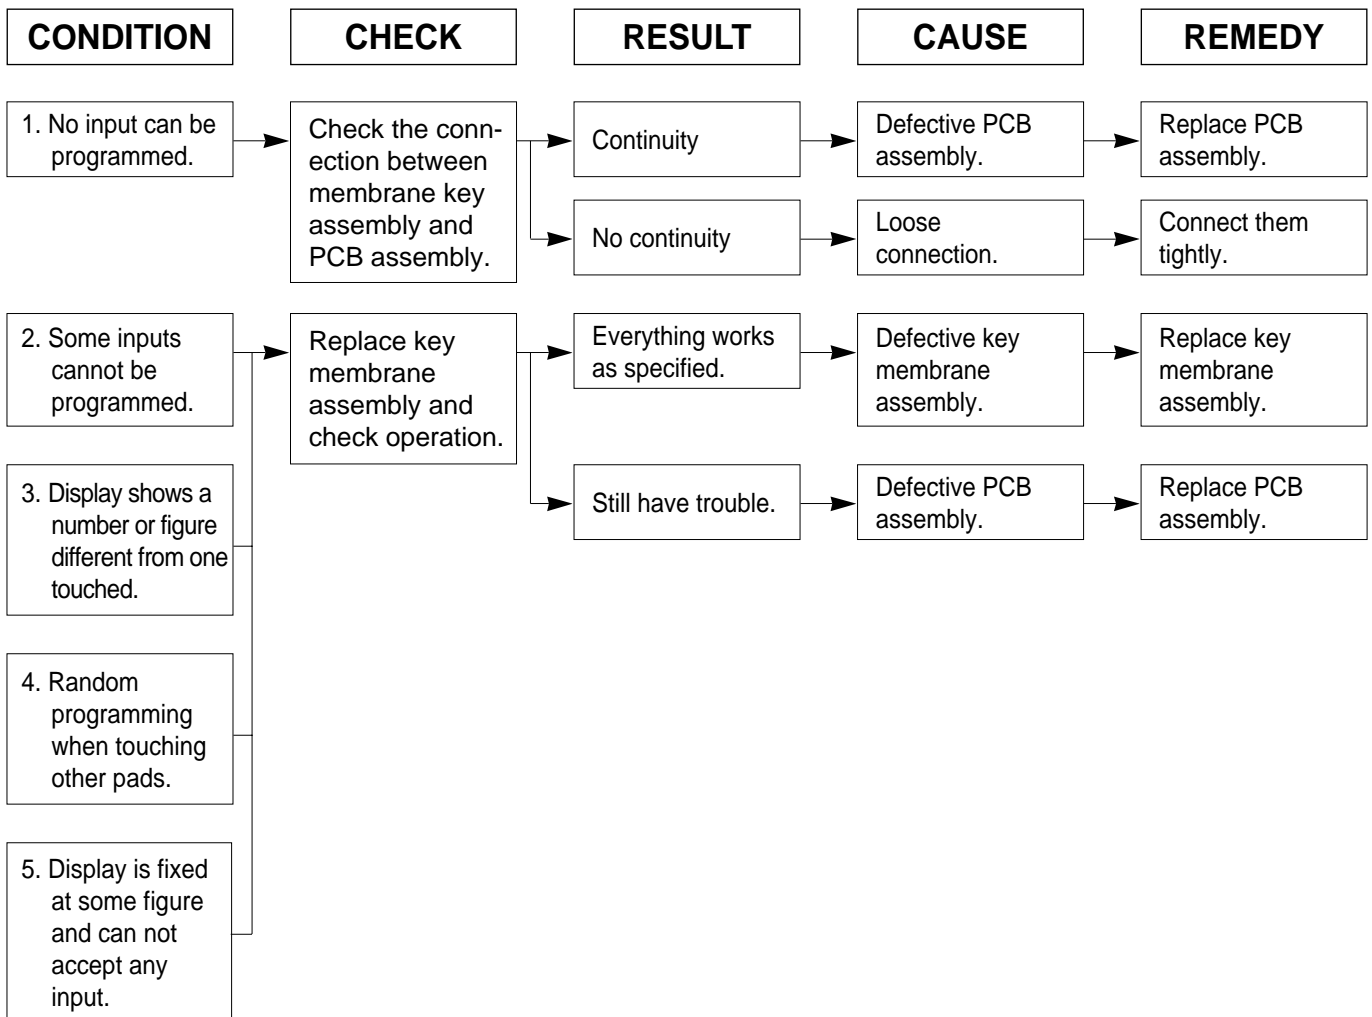 CONDITION
CHECK
RESULT
CAUSE
REMEDY
1. No input can be
programmed.
Check the conn-
ection between
membrane key
assembly and
PCB assembly.
Continuity
Defective PCB
assembly.
Replace PCB
assembly.
No continuity
Loose
connection.
Connect them
tightly.
2. Some inputs
cannot be
programmed.
Replace key
membrane
assembly and
check operation.
Everything works
as specified.
Defective key
membrane
assembly.
Replace key
membrane
assembly.
3. Display shows a
number or figure
different from one
touched.
Still have trouble.
Defective PCB
assembly.
Replace PCB
assembly.
4. Random
programming
when touching
other pads.
5. Display is fixed
at some figure
and can not
accept any
input.